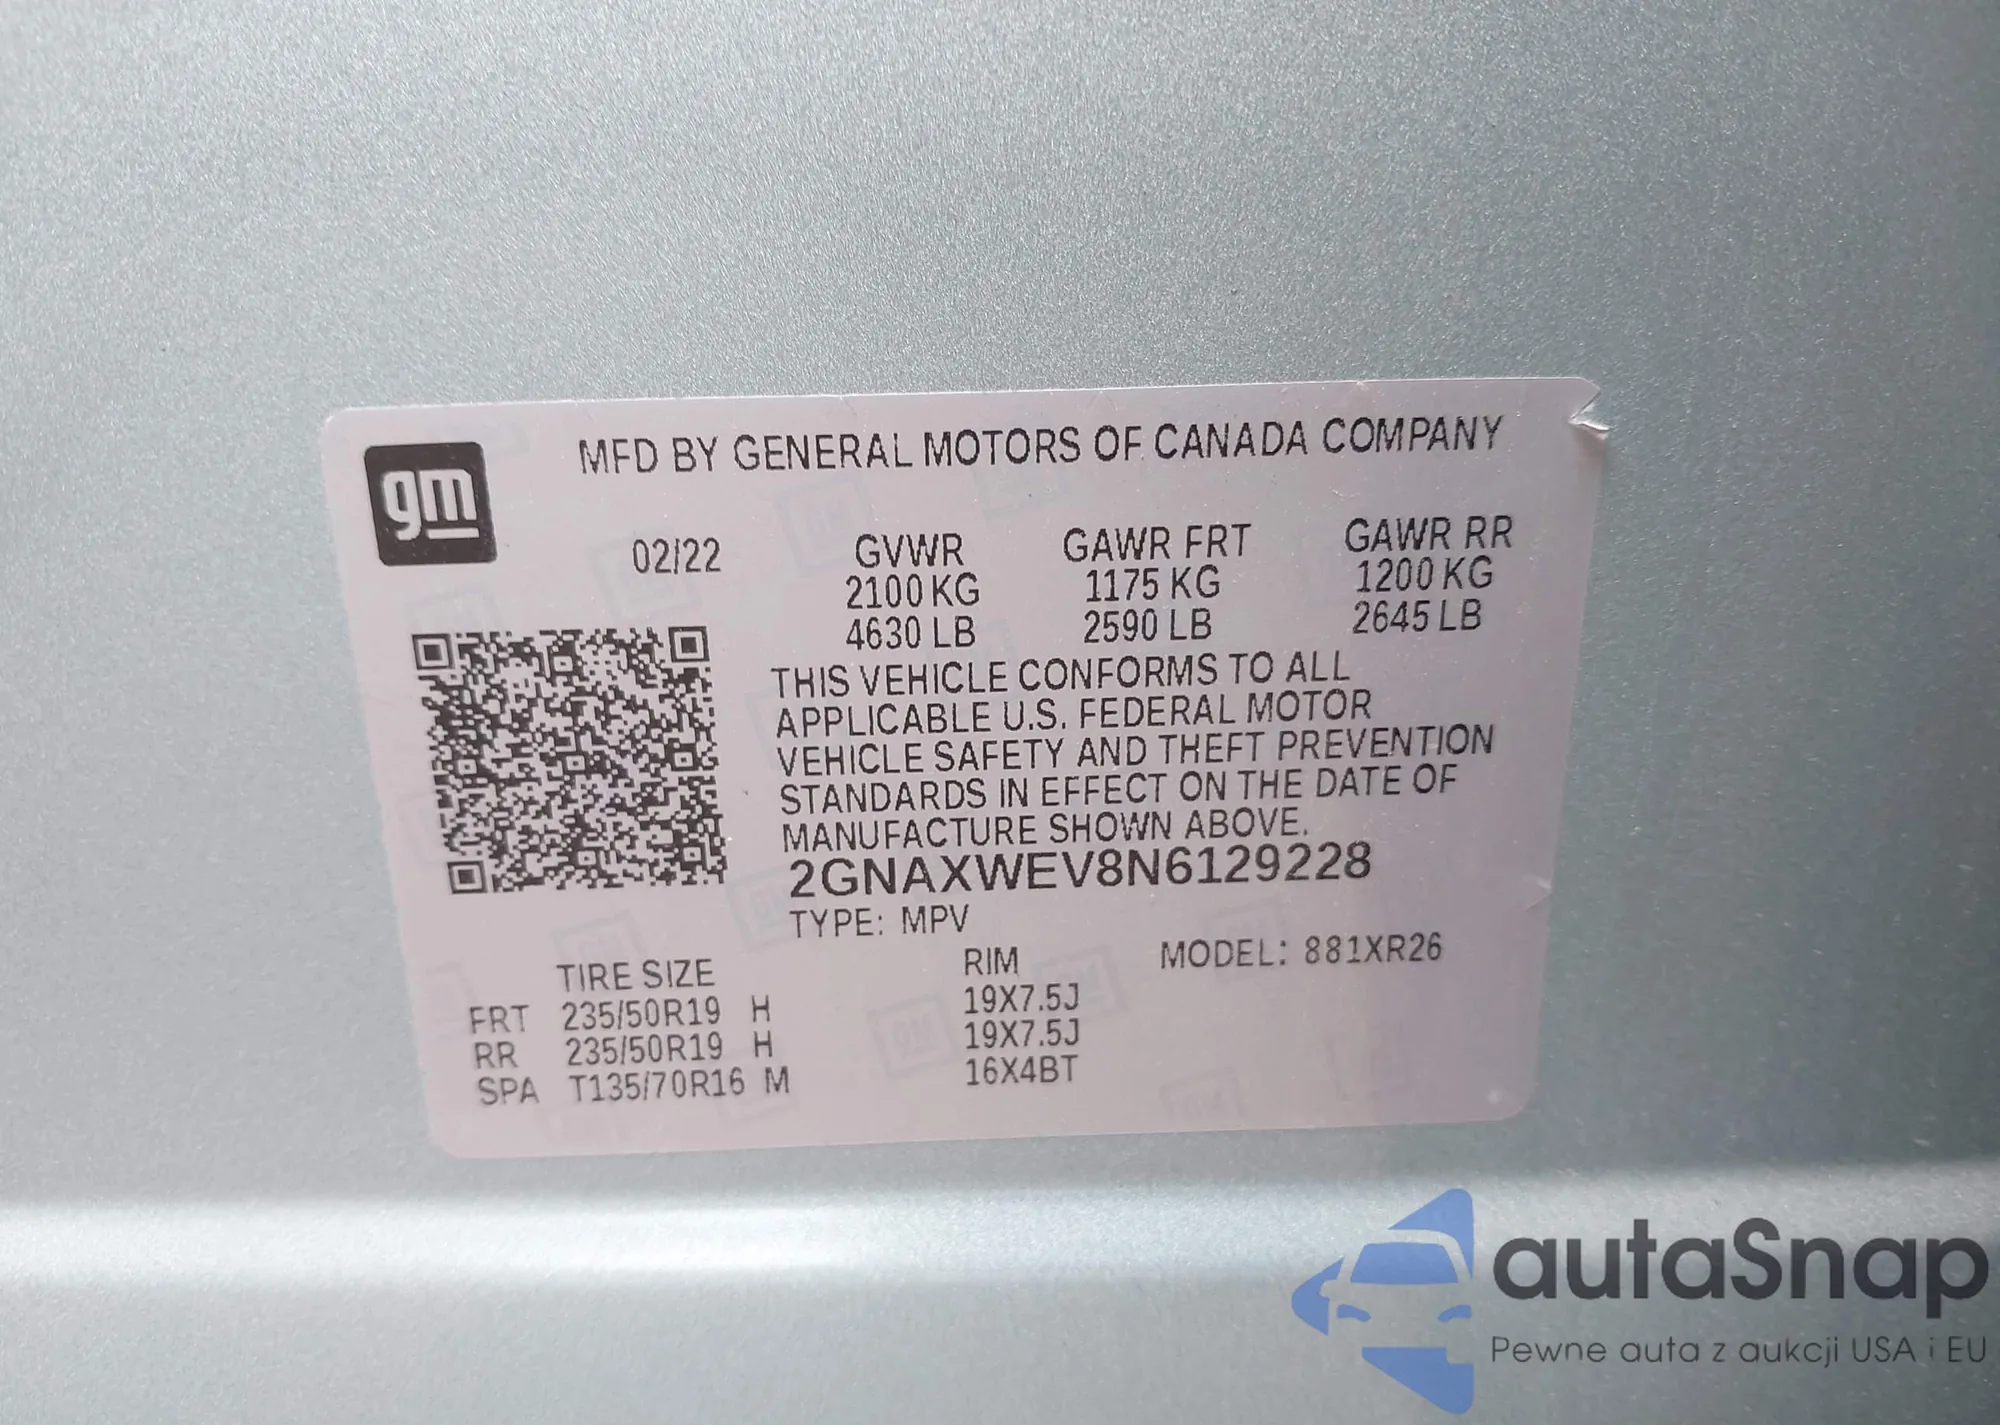 gm
MFD BY GENERAL MOTORS OF CANADA COMPANY
02/22 GVWR GAWR FRT GAWR RR
2100 KG 1175 KG 1200 KG
4630 LB 2590 LB 2645 LB
THIS VEHICLE CONFORMS TO ALL
APPLICABLE U.S. FEDERAL MOTOR
VEHICLE SAFETY AND THEFT PREVENTION
STANDARDS IN EFFECT ON THE DATE OF
MANUFACTURE SHOWN ABOVE.
2GNAXWEV8N6129228
TYPE: MPV
TIRE SIZE RIM MODEL: 881XR26
FRT 235/50R19 H 19X7.5J
RR 235/50R19 H 19X7.5J
SPA T135/70R16 M 16X4BT
autaSnap
Pewne auta z aukcji USA i EU